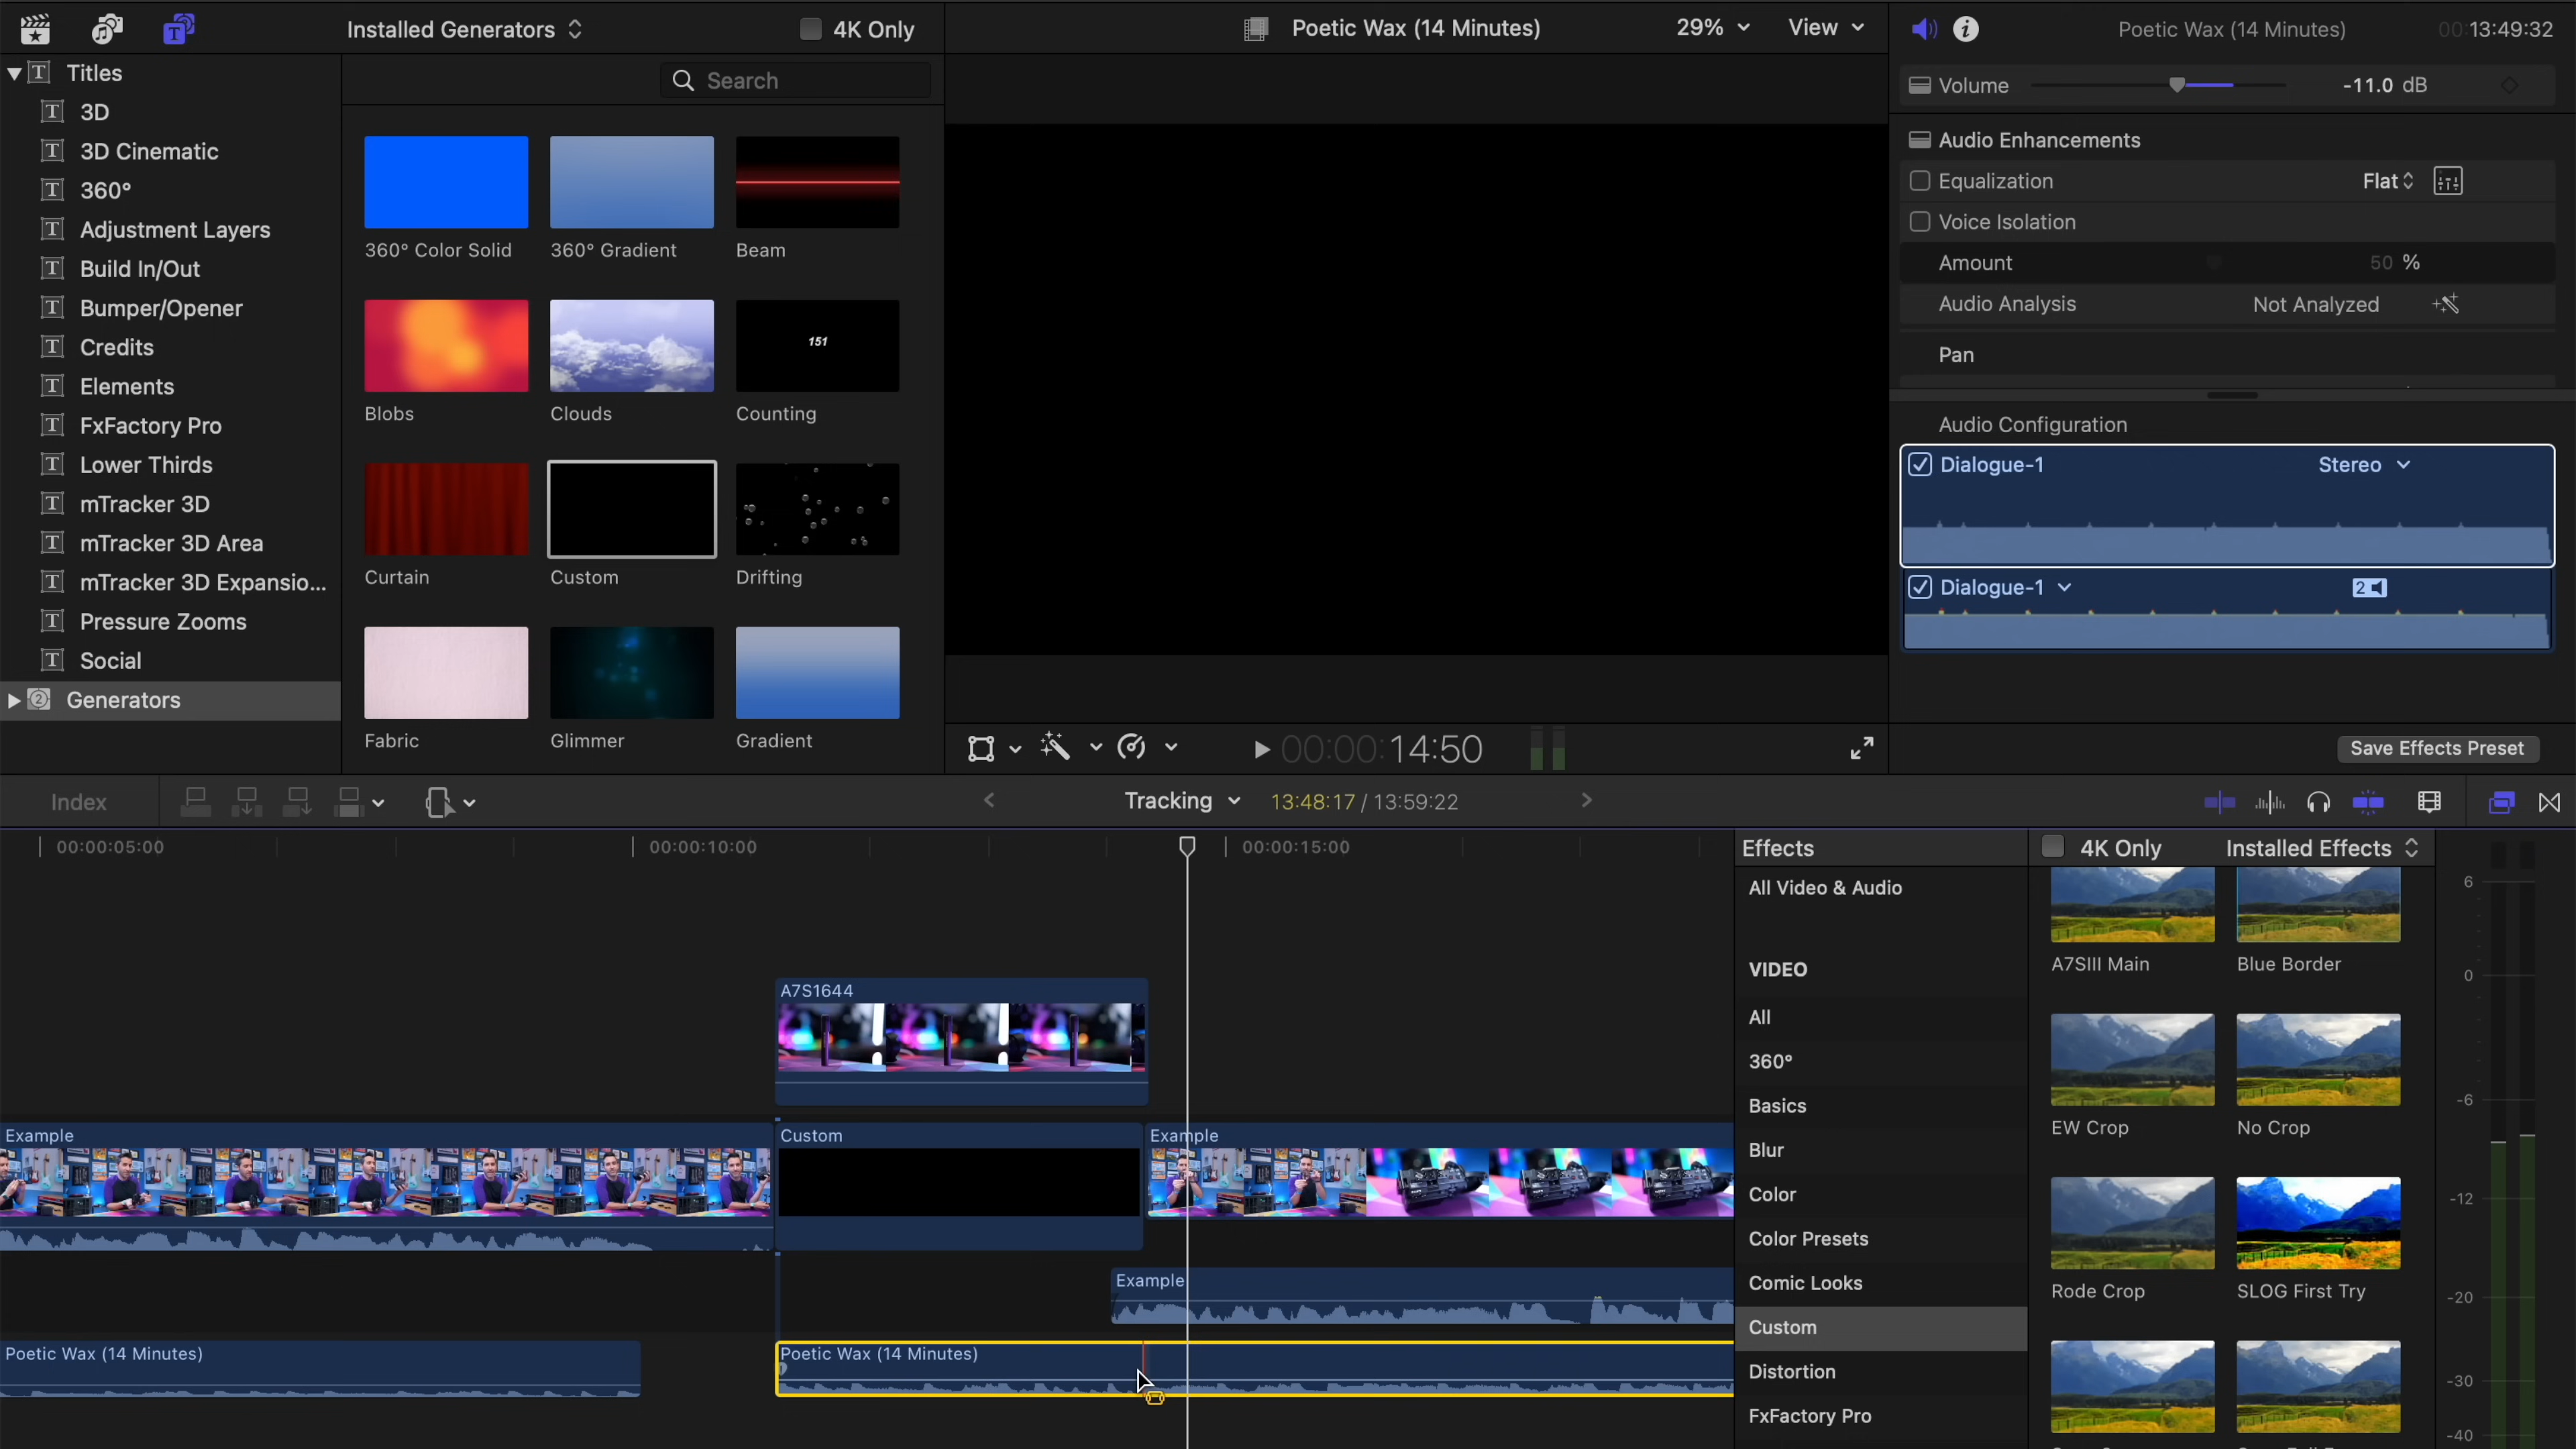 Installed Generators
4K Only
Poetic Wax (14 Minutes)
29%
View
Poetic Wax (14 Minutes)
00:13:49:32
Titles
3D
3D Cinematic
360°
Adjustment Layers
Build In/Out
Bumper/Opener
Credits
Elements
FxFactory Pro
Lower Thirds
mTracker 3D
mTracker 3D Area
mTracker 3D Expansio...
Pressure Zooms
Social
Generators
Search
360° Color Solid
360° Gradient
Beam
Blobs
Clouds
151
Counting
Curtain
Custom
Drifting
Fabric
Glimmer
Gradient
00:00:14:50
Volume
-11.0 dB
Audio Enhancements
Equalization
Flat
Voice Isolation
Amount
50 %
Audio Analysis
Not Analyzed
Pan
Audio Configuration
Dialogue-1
Stereo
Dialogue-1
2
Save Effects Preset
Index
Tracking
13:48:17 / 13:59:22
00:00:05:00
00:00:10:00
00:00:15:00
A7S1644
Example
Custom
Example
Example
Poetic Wax (14 Minutes)
Poetic Wax (14 Minutes)
Effects
4K Only
Installed Effects
All Video & Audio
VIDEO
All
360°
Basics
Blur
Color
Color Presets
Comic Looks
Custom
Distortion
FxFactory Pro
A7SIII Main
Blue Border
EW Crop
No Crop
Rode Crop
SLOG First Try
6
0
-6
-12
-20
-30
-40